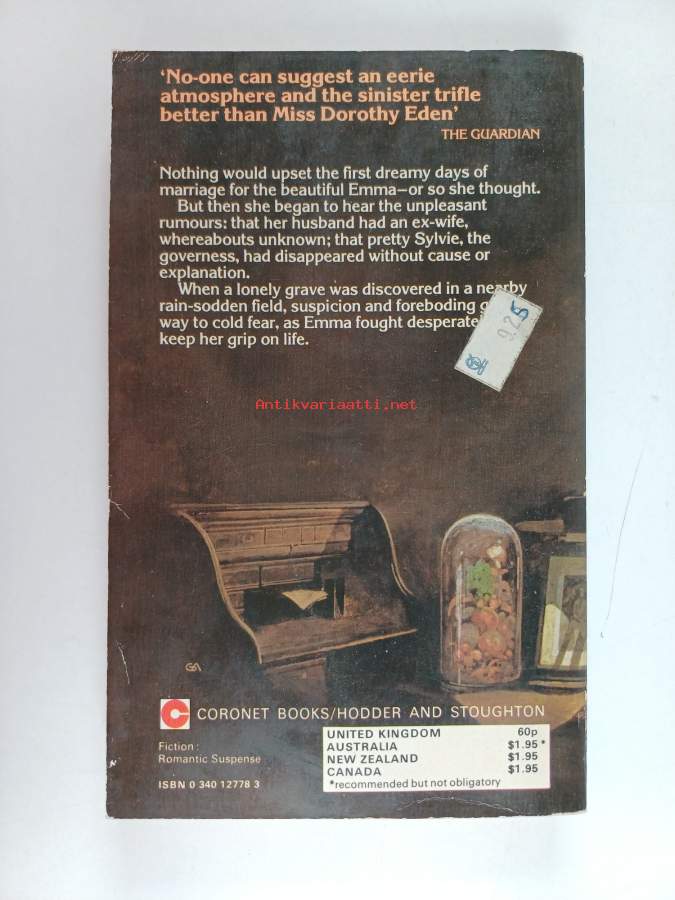 ‘No-one can suggest an eerie
atmosphere and the sinister trifle
better than Miss Dorothy Eden’
THE GUARDIAN
Nothing would upset the first dreamy days of
marriage for the beautiful Emma—or so she thought.
But then she began to hear the unpleasant
rumours: that her husband had an ex-wife,
whereabouts unknown; that pretty Sylvie, the
governess, had disappeared without cause or
explanation.
When a lonely grave was discovered in a nearby
rain-sodden field, suspicion and foreboding
way to cold fear, as Emma fought
keep her grip on life.
925
Antikvariaatti.net
GA
CORONET BOOKS/HODDER AND STOUGHTON
Fiction:
Romantic Suspense
ISBN 0 340 12778 3
UNITED KINGDOM 60p
AUSTRALIA $1.95*
NEW ZEALAND $1.95
CANADA $1.95
*recommended but not obligatory